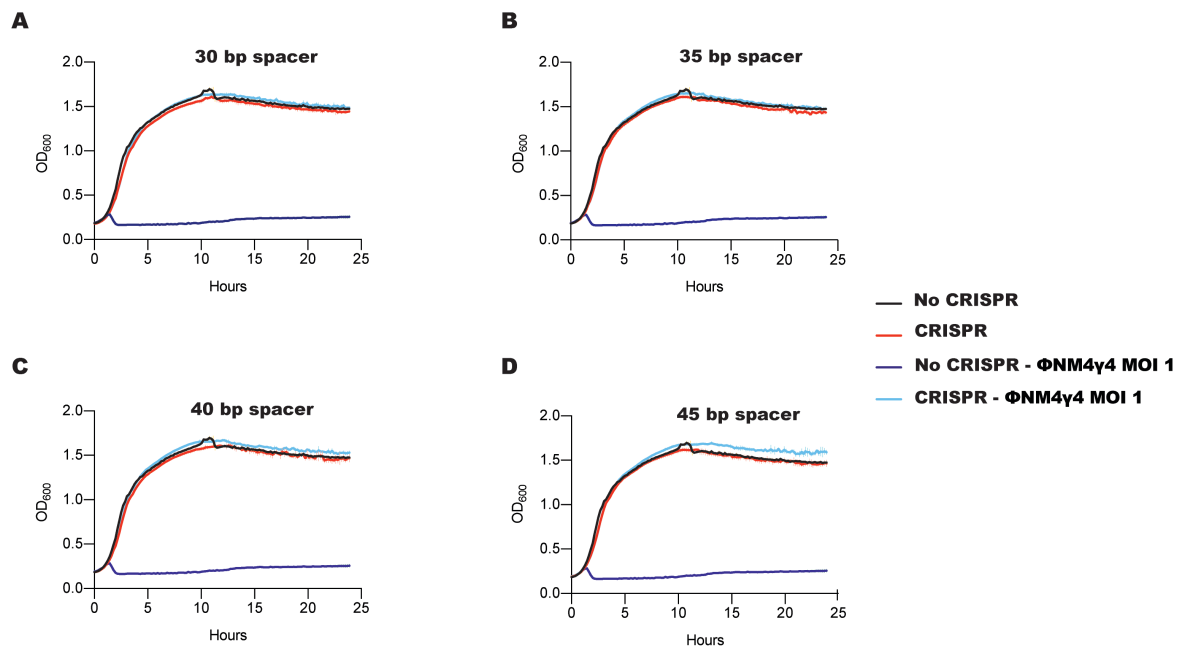 A
B
30 bp spacer
35 bp spacer
2.0
1.5
1.0
0.5
0.0
OD600
0 5 10 15 20 25
Hours
2.0
1.5
1.0
0.5
0.0
OD600
0 5 10 15 20 25
Hours
No CRISPR
CRISPR
No CRISPR - ΦNM4γ4 MOI 1
CRISPR - ΦNM4γ4 MOI 1
C
D
40 bp spacer
45 bp spacer
2.0
1.5
1.0
0.5
0.0
OD600
0 5 10 15 20 25
Hours
2.0
1.5
1.0
0.5
0.0
OD600
0 5 10 15 20 25
Hours